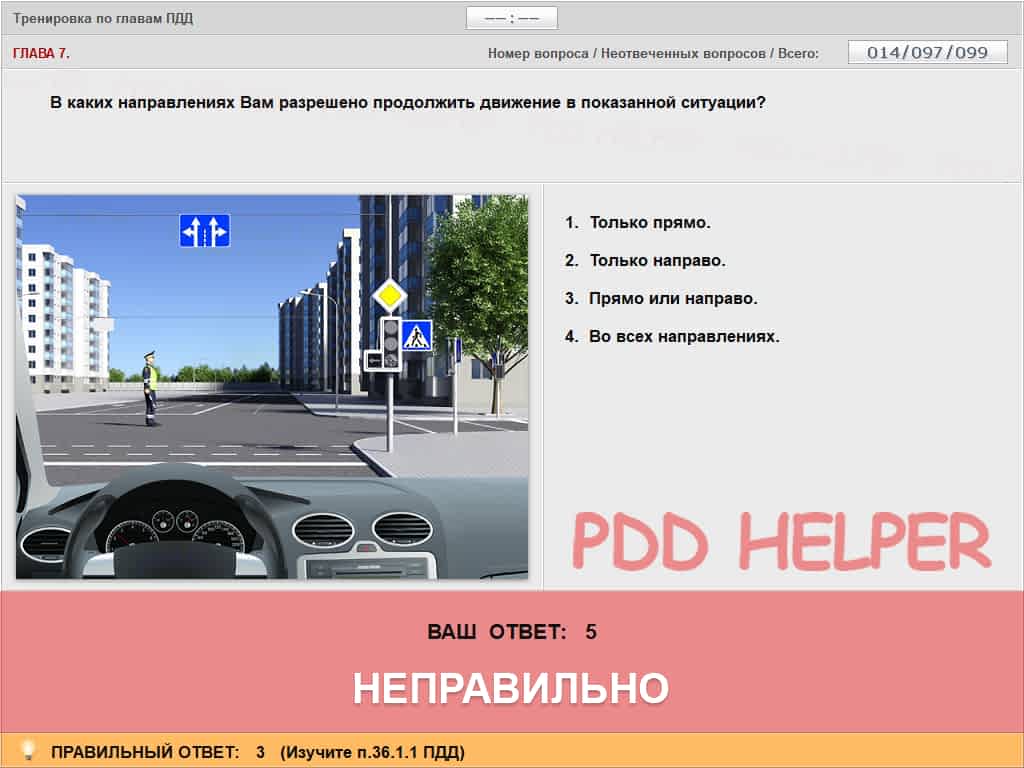 Тренировка по главам ПДД
—— : ——
ГЛАВА 7.
Номер вопроса / Неотвеченных вопросов / Всего: 014/097/099
В каких направлениях Вам разрешено продолжить движение в показанной ситуации?
1. Только прямо.
2. Только направо.
3. Прямо или направо.
4. Во всех направлениях.
PDD HELPER
ВАШ ОТВЕТ: 5
НЕПРАВИЛЬНО
ПРАВИЛЬНЫЙ ОТВЕТ: 3 (Изучите п.36.1.1 ПДД)